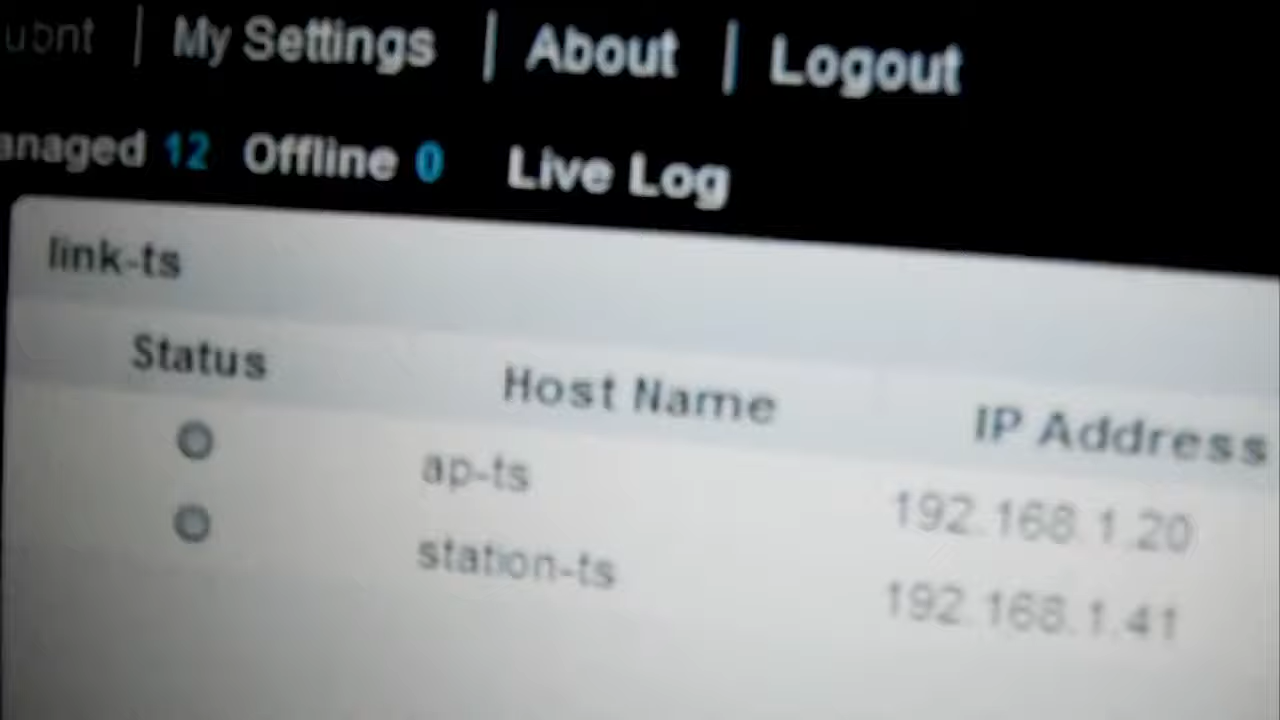 ubnt | My Settings | About | Logout
anaged 12 Offline 0 Live Log
link-ts
Status Host Name IP Address
ap-ts 192.168.1.20
station-ts 192.168.1.41